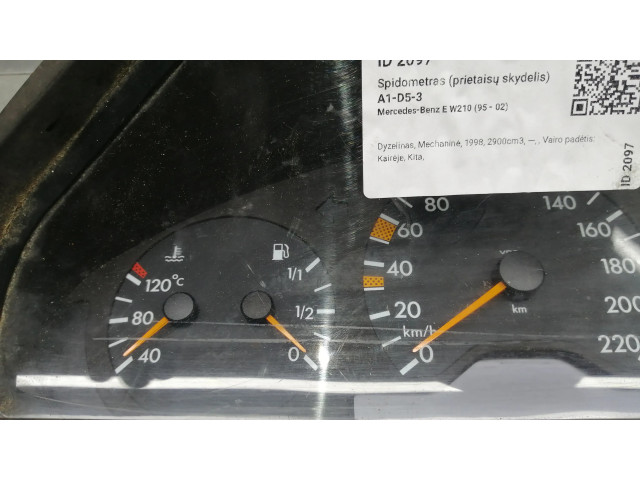 ID 2097
Spidometras (prietaisų skydelis)
A1-D5-3
Mercedes-Benz E W210 (95 - 02)
Dyzelinas, Mechaninė, 1998, 2900cm3, —, . Vairo padėtis:
Kairėje, Kita,
ID 2097
80
140
60
160
40
180
20
200
km/h
km
0
220
120 °C
80
40
1/1
1/2
0